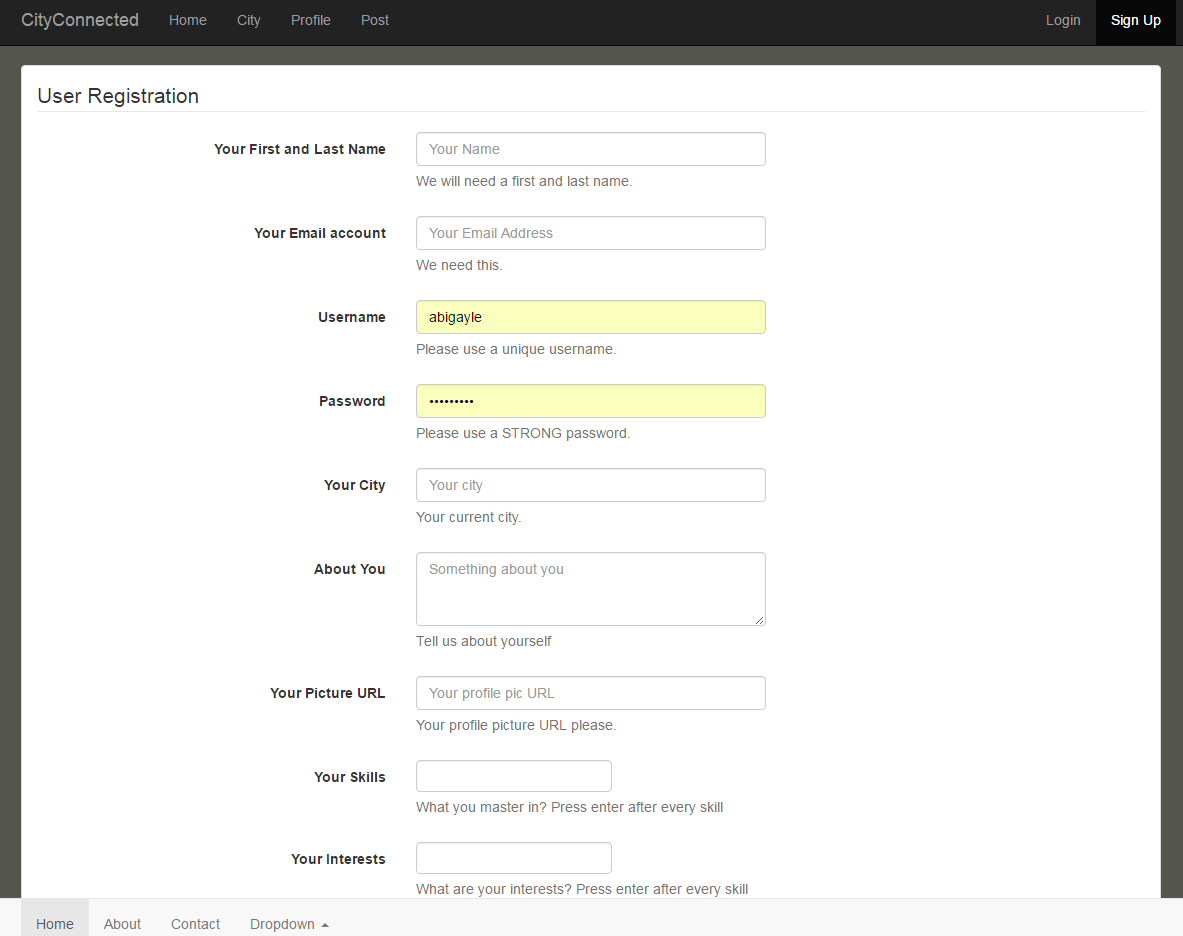 CityConnected Home City Profile Post Login Sign Up
User Registration
Your First and Last Name Your Name
We will need a first and last name.
Your Email account Your Email Address
We need this.
Username abigayle
Please use a unique username.
Password •••••••••
Please use a STRONG password.
Your City Your city
Your current city.
About You Something about you
Tell us about yourself
Your Picture URL Your profile pic URL
Your profile picture URL please.
Your Skills
What you master in? Press enter after every skill
Your Interests
What are your interests? Press enter after every skill
Home About Contact Dropdown